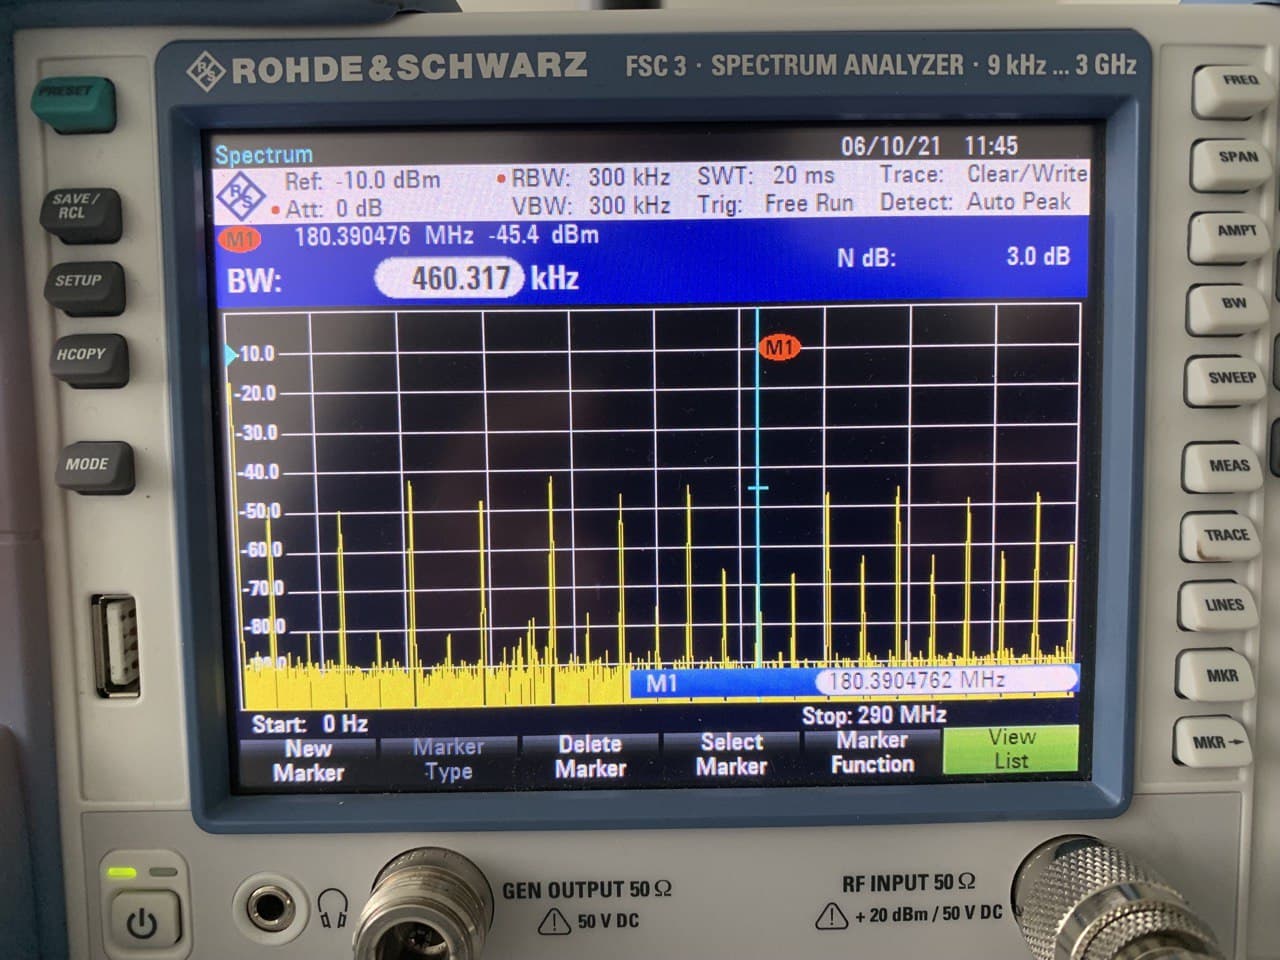 ROHDE&SCHWARZ FSC 3 · SPECTRUM ANALYZER · 9 kHz ... 3 GHz
PRESET
SAVE / RCL
SETUP
HCOPY
MODE
Spectrum 06/10/21 11:45
Ref: -10.0 dBm RBW: 300 kHz SWT: 20 ms Trace: Clear/Write
Att: 0 dB VBW: 300 kHz Trig: Free Run Detect: Auto Peak
M1 180.390476 MHz -45.4 dBm
BW: 460.317 kHz N dB: 3.0 dB
M1
-10.0
-20.0
-30.0
-40.0
-50.0
-60.0
-70.0
-80.0
-90.0
M1 180.3904762 MHz
Start: 0 Hz Stop: 290 MHz
New Marker
Marker Type
Delete Marker
Select Marker
Marker Function
View List
FREQ
SPAN
AMPT
BW
SWEEP
MEAS
TRACE
LINES
MKR
MKR→
GEN OUTPUT 50 Ω
50 V DC
RF INPUT 50 Ω
+ 20 dBm / 50 V DC